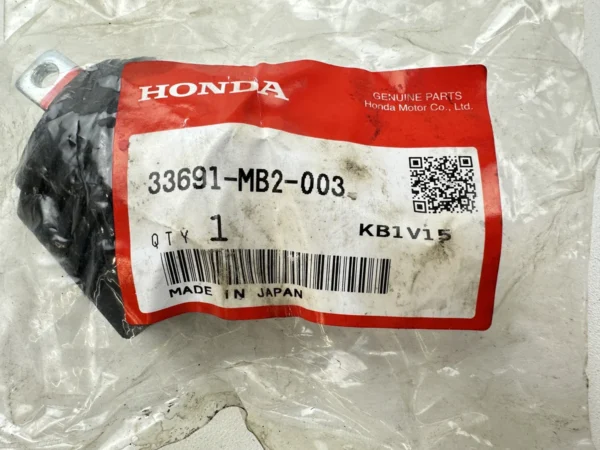 HONDA
GENUINE PARTS
Honda Motor Co., Ltd.
33691-MB2-003
QTY 1
KB1V15
MADE IN JAPAN